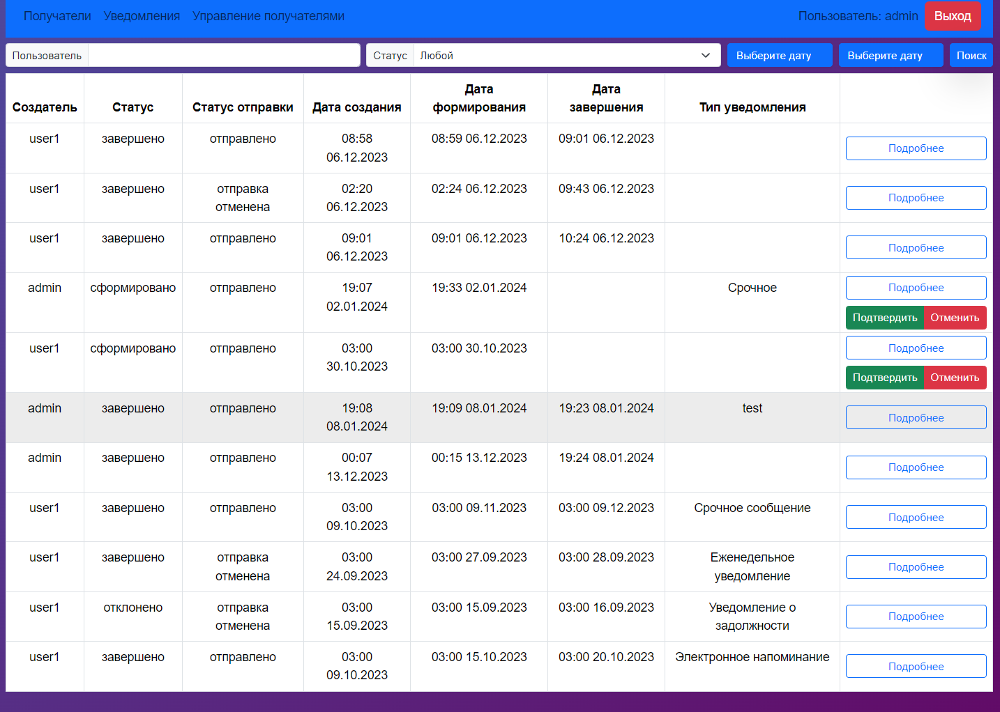 Получатели Уведомления Управление получателями Пользователь: admin Выход
Пользователь Статус Любой Выберите дату Выберите дату Поиск
Дата Дата
Создатель Статус Статус отправки Дата создания формирования завершения Тип уведомления
user1 завершено отправлено 08:58 08:59 06.12.2023 09:01 06.12.2023
06.12.2023 Подробнее
user1 завершено отправка 02:20 02:24 06.12.2023 09:43 06.12.2023
отменена 06.12.2023 Подробнее
user1 завершено отправлено 09:01 09:01 06.12.2023 10:24 06.12.2023
06.12.2023 Подробнее
admin сформировано отправлено 19:07 19:33 02.01.2024 Срочное Подробнее
02.01.2024
Подтвердить Отменить
user1 сформировано отправлено 03:00 03:00 30.10.2023 Подробнее
30.10.2023
Подтвердить Отменить
admin завершено отправлено 19:08 19:09 08.01.2024 19:23 08.01.2024 test
08.01.2024 Подробнее
admin завершено отправлено 00:07 00:15 13.12.2023 19:24 08.01.2024
13.12.2023 Подробнее
user1 завершено отправлено 03:00 03:00 09.11.2023 03:00 09.12.2023 Срочное сообщение
09.10.2023 Подробнее
user1 завершено отправка 03:00 03:00 27.09.2023 03:00 28.09.2023 Еженедельное
отменена 24.09.2023 уведомление Подробнее
user1 отклонено отправка 03:00 03:00 15.09.2023 03:00 16.09.2023 Уведомление о
отменена 15.09.2023 задолжности Подробнее
user1 завершено отправлено 03:00 03:00 15.10.2023 03:00 20.10.2023 Электронное напоминание
09.10.2023 Подробнее